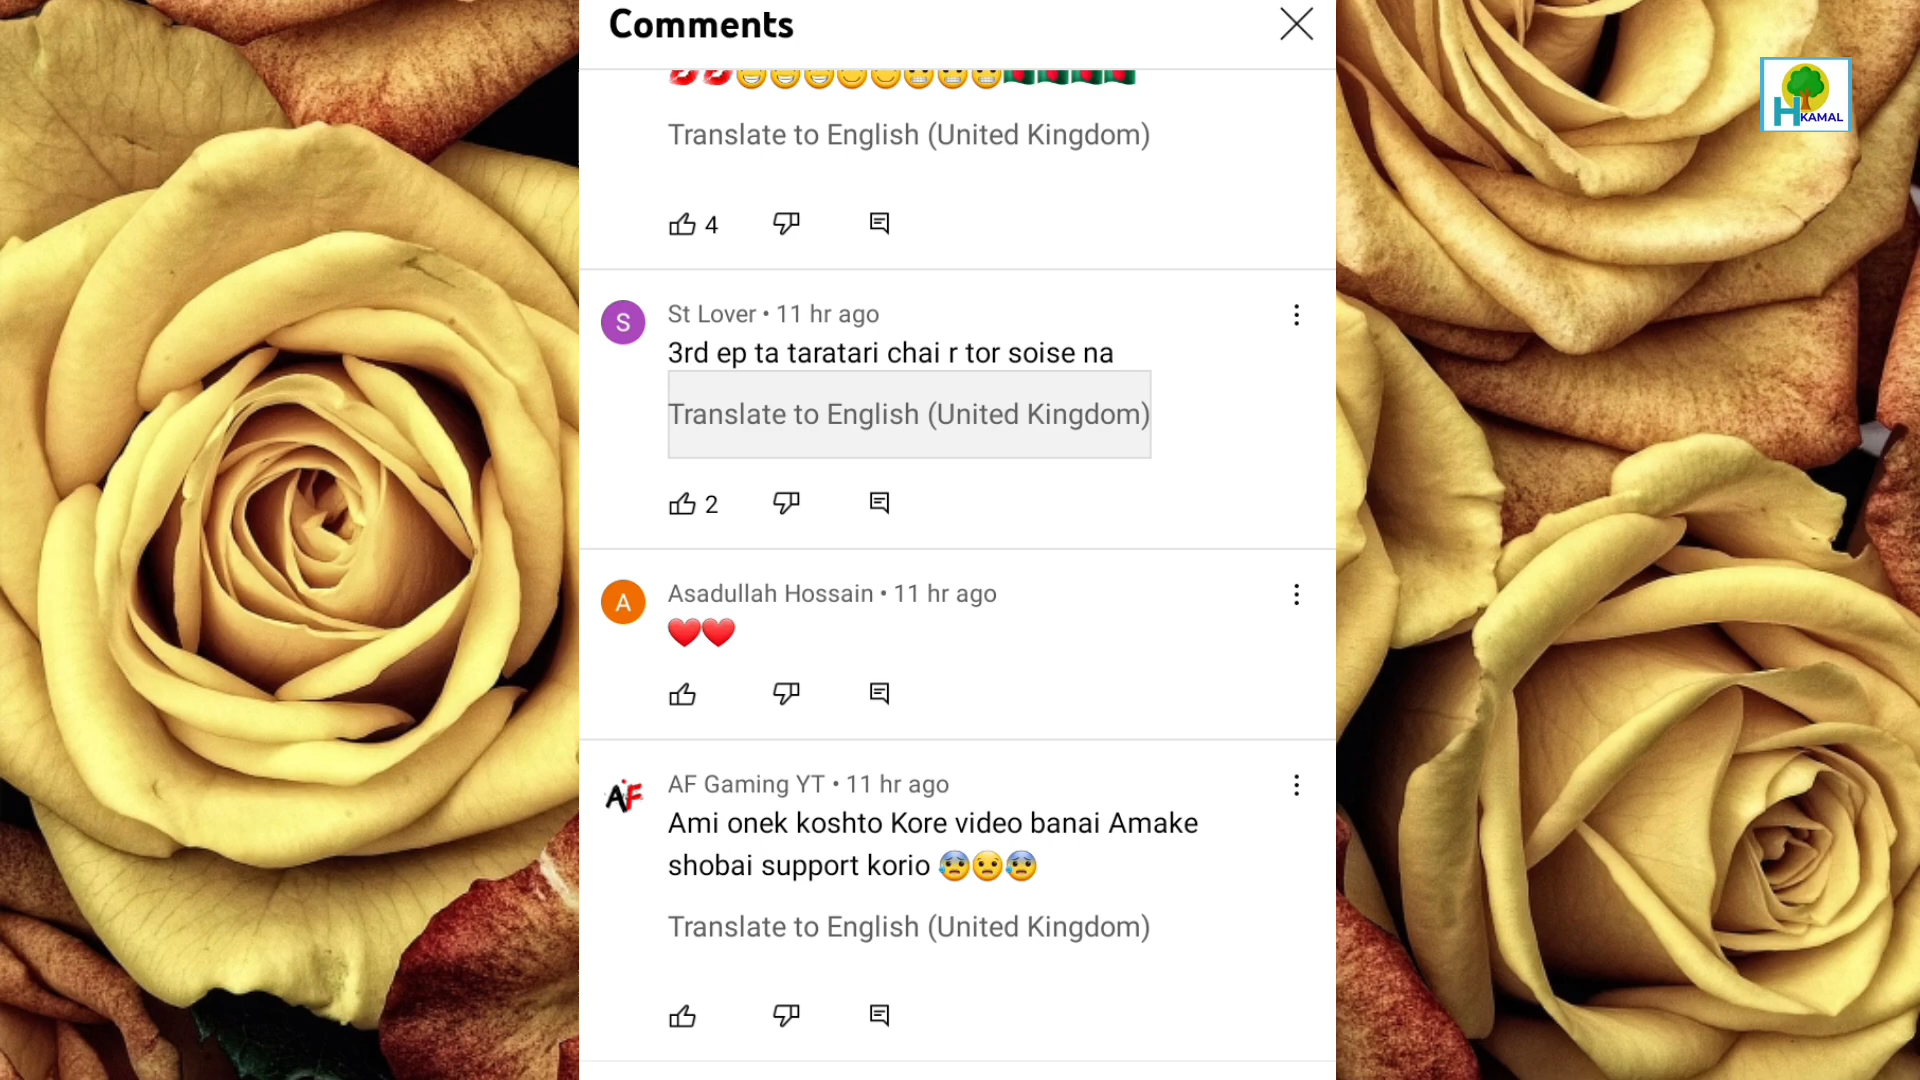 Comments
Translate to English (United Kingdom)
4
St Lover • 11 hr ago
3rd ep ta taratari chai r tor soise na
Translate to English (United Kingdom)
2
Asadullah Hossain • 11 hr ago
AF Gaming YT • 11 hr ago
Ami onek koshto Kore video banai Amake
shobai support korio 😰😟😰
Translate to English (United Kingdom)
S
A
AF
H KAMAL